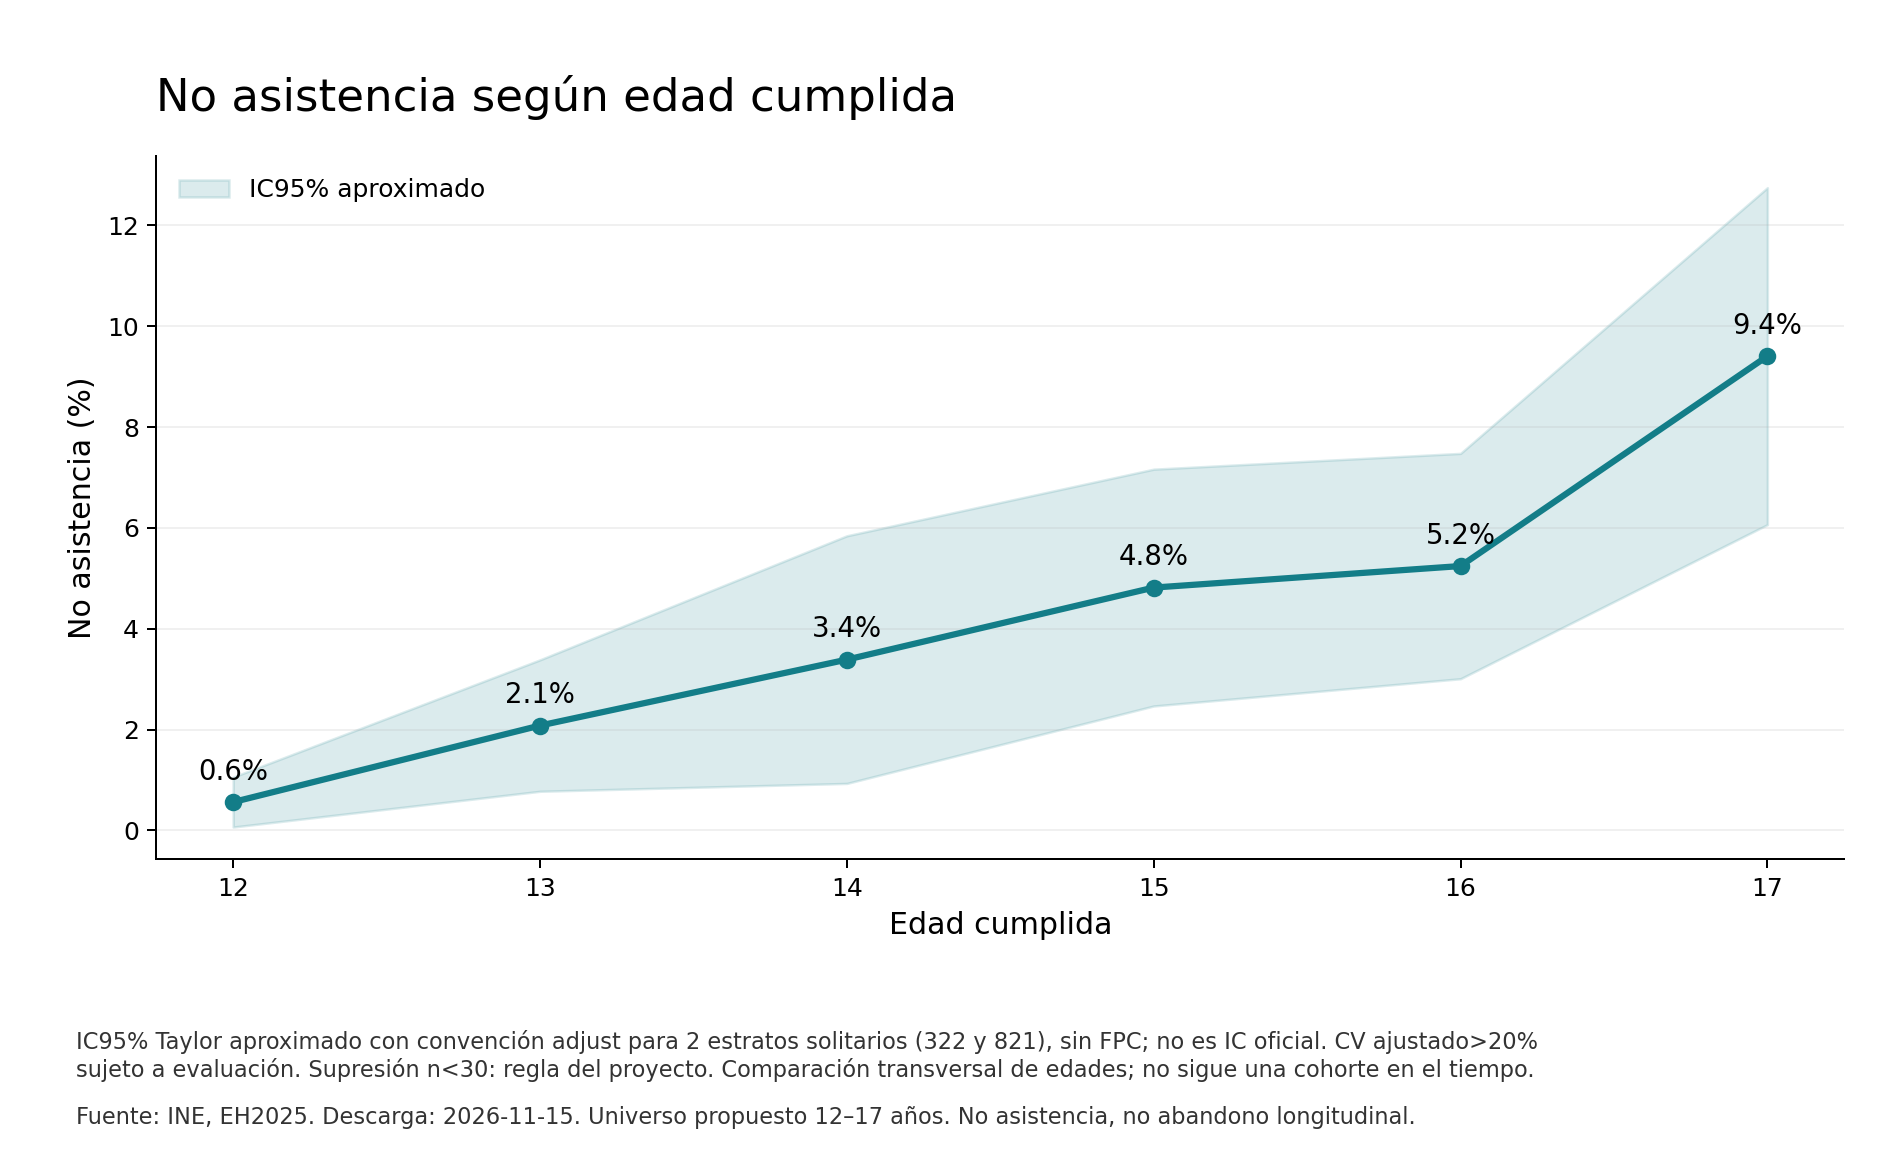 No asistencia según edad cumplida
IC95% aproximado
No asistencia (%)
12
10
8
6
4
2
0
0.6%
2.1%
3.4%
4.8%
5.2%
9.4%
12
13
14
15
16
17
Edad cumplida
IC95% Taylor aproximado con convención adjust para 2 estratos solitarios (322 y 821), sin FPC; no es IC oficial. CV ajustado>20%
sujeto a evaluación. Supresión n<30: regla del proyecto. Comparación transversal de edades; no sigue una cohorte en el tiempo.
Fuente: INE, EH2025. Descarga: 2026-11-15. Universo propuesto 12–17 años. No asistencia, no abandono longitudinal.